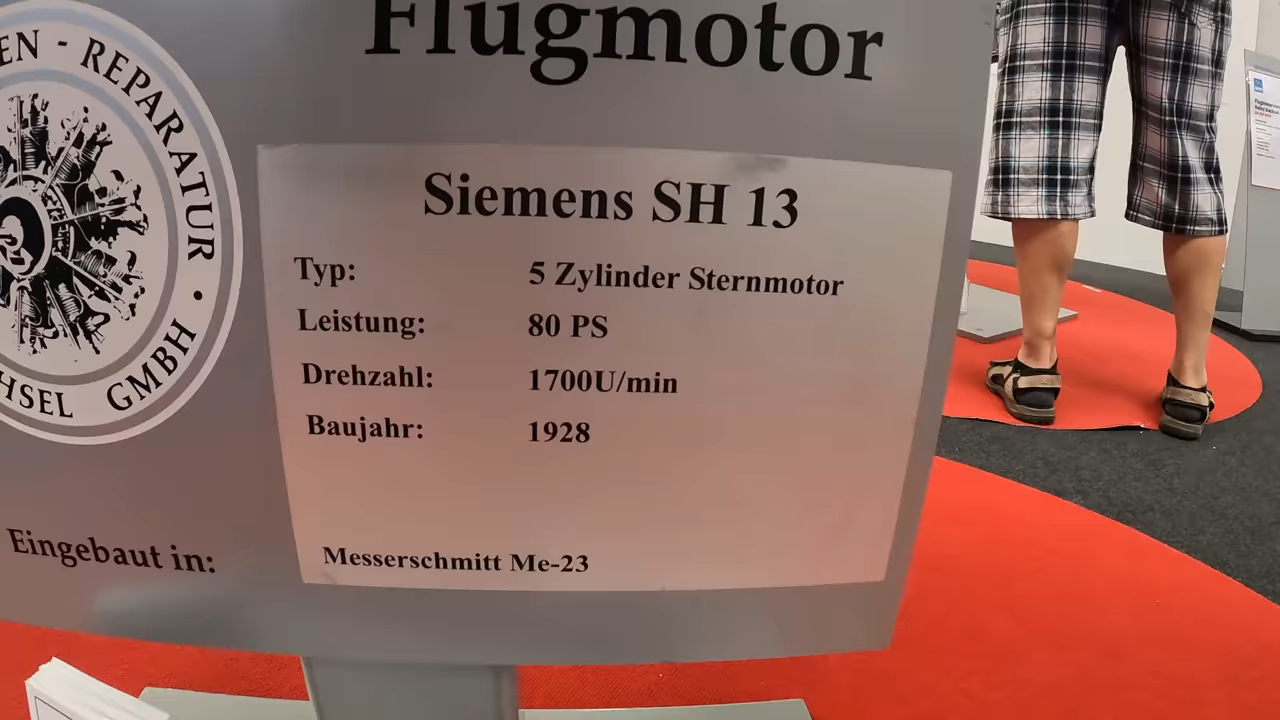 Flugmotor
EN - REPARATUR
HSEL GMBH
Siemens SH 13
Typ: 5 Zylinder Sternmotor
Leistung: 80 PS
Drehzahl: 1700U/min
Baujahr: 1928
Eingebaut in: Messerschmitt Me-23